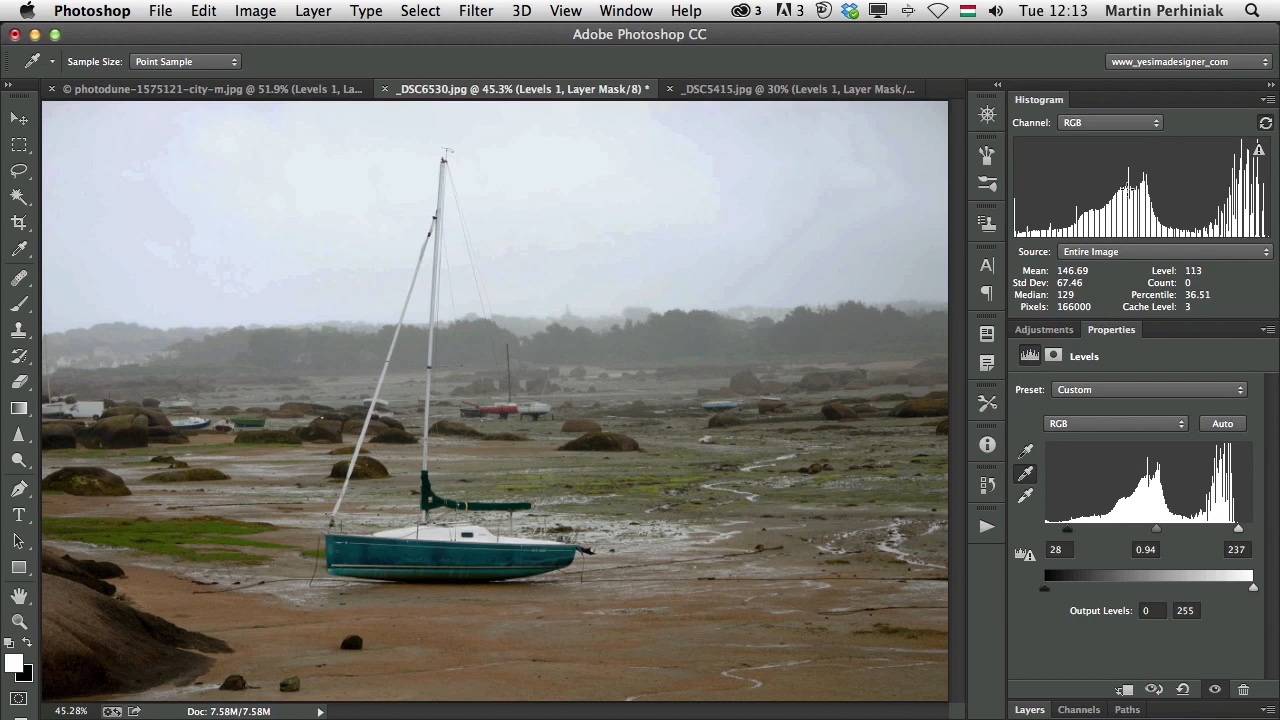 Photoshop File Edit Image Layer Type Select Filter 3D View Window Help 3 3 Tue 12:13 Martin Perhiniak
Adobe Photoshop CC
Sample Size: Point Sample www_yesimadesigner_com
© photodune-1575121-city-m.jpg @ 51.9% (Levels 1, La... _DSC6530.jpg @ 45.3% (Levels 1, Layer Mask/8) * _DSC5415.jpg @ 30% (Levels 1, Layer Mask/...
Histogram
Channel: RGB
Source: Entire Image
Mean: 146.69 Level: 113
Std Dev: 67.46 Count: 0
Median: 129 Percentile: 36.51
Pixels: 166000 Cache Level: 3
Adjustments Properties
Levels
Preset: Custom
RGB Auto
28 0.94 237
Output Levels: 0 255
45.28% Doc: 7.58M/7.58M
Layers Channels Paths